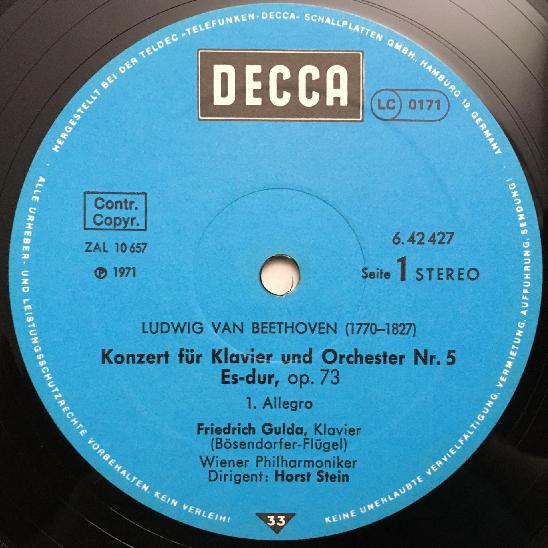 HERGESTELLT BEI DER TELDEC »TELEFUNKEN-DECCA« SCHALLPLATTEN GMBH, HAMBURG 19, GERMANY
DECCA
LC 0171
Contr.
Copyr.
ZAL 10 657
℗ 1971
6.42 427
Seite 1 STEREO
LUDWIG VAN BEETHOVEN (1770–1827)
Konzert für Klavier und Orchester Nr. 5
Es-dur, op. 73
1. Allegro
Friedrich Gulda, Klavier
(Bösendorfer-Flügel)
Wiener Philharmoniker
Dirigent: Horst Stein
33
ALLE URHEBER- UND LEISTUNGSSCHUTZRECHTE VORBEHALTEN. KEIN VERLEIH!
KEINE UNERLAUBTE VERVIELFÄLTIGUNG, VERMIETUNG, AUFFÜHRUNG, SENDUNG!